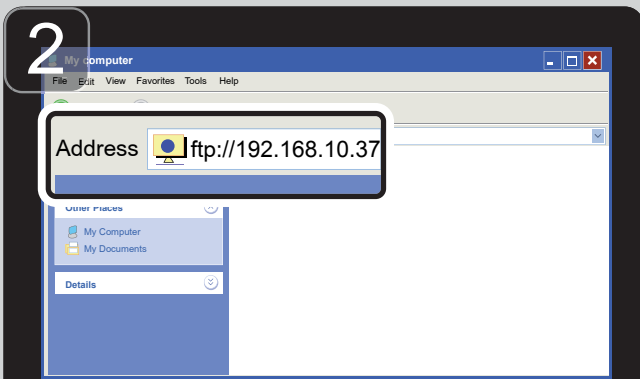 2
My computer
File Edit View Favorites Tools Help
Address ftp://192.168.10.37
Other Places
My Computer
My Documents
Details